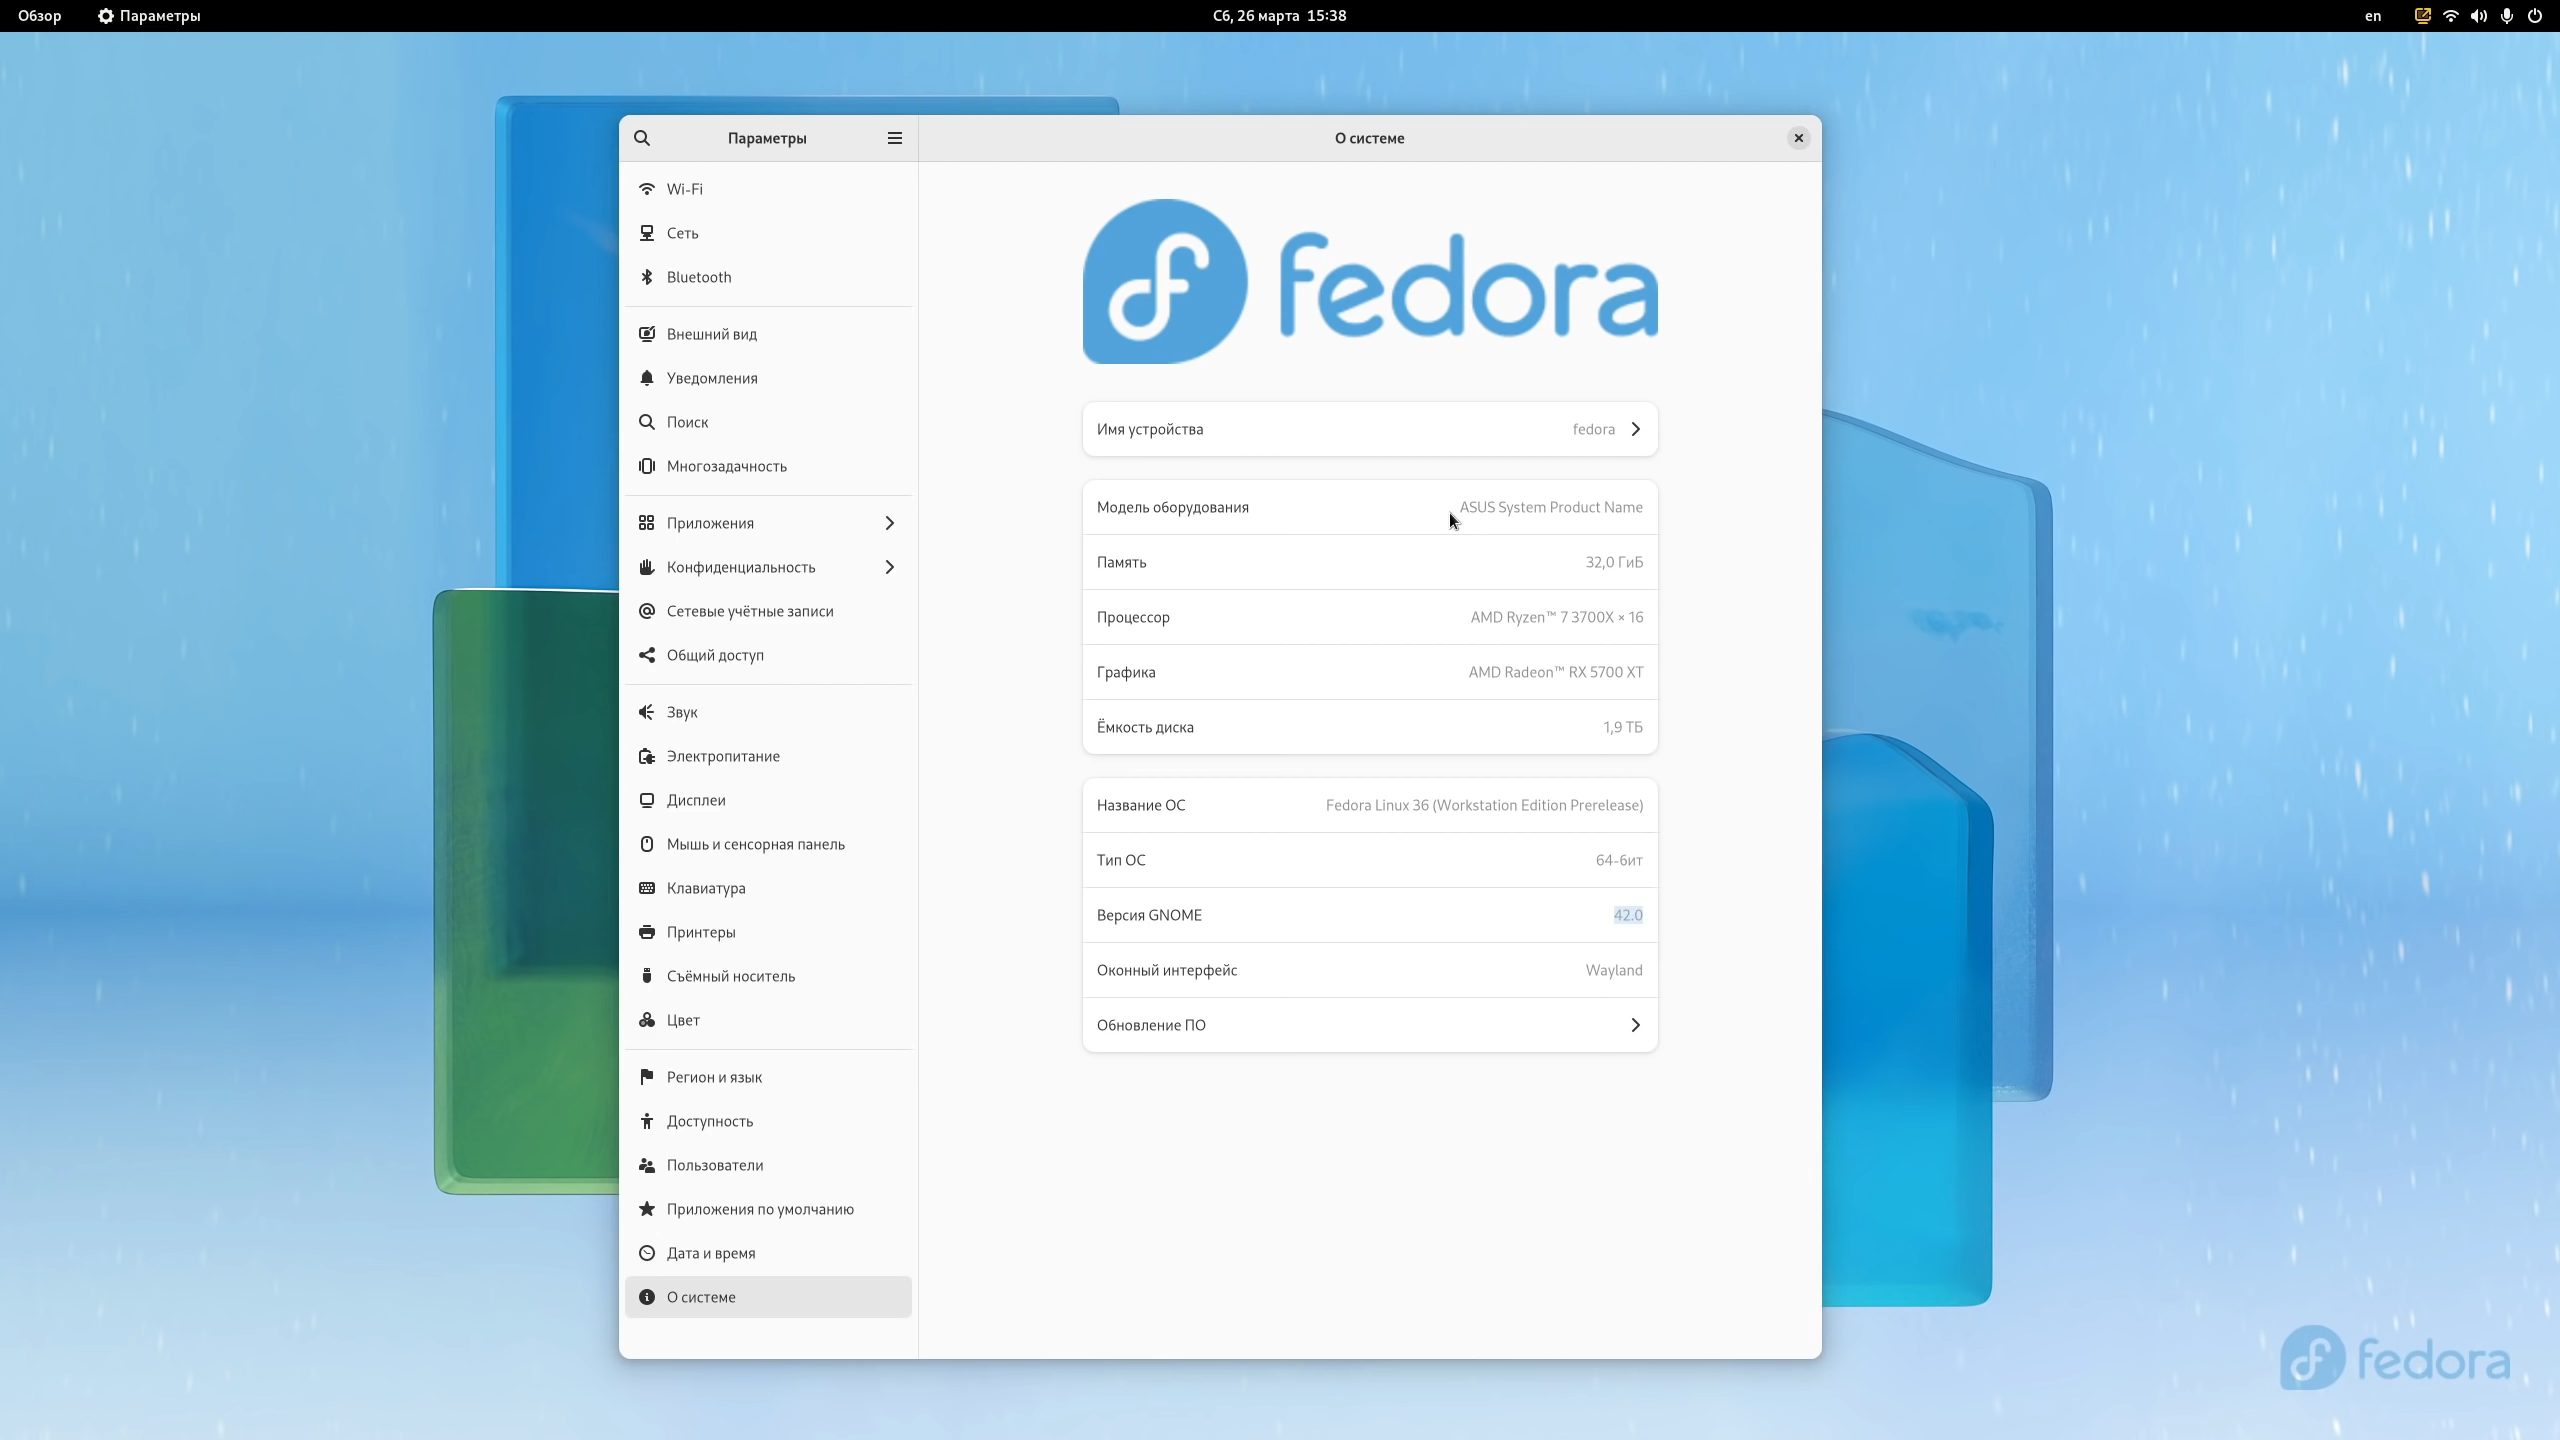 Обзор
Параметры
Сб, 26 марта 15:38
en
Параметры
О системе
Wi-Fi
Сеть
Bluetooth
Внешний вид
Уведомления
Поиск
Многозадачность
Приложения
Конфиденциальность
Сетевые учётные записи
Общий доступ
Звук
Электропитание
Дисплеи
Мышь и сенсорная панель
Клавиатура
Принтеры
Съёмный носитель
Цвет
Регион и язык
Доступность
Пользователи
Приложения по умолчанию
Дата и время
О системе
fedora
Имя устройства fedora
Модель оборудования ASUS System Product Name
Память 32,0 ГиБ
Процессор AMD Ryzen™ 7 3700X × 16
Графика AMD Radeon™ RX 5700 XT
Ёмкость диска 1,9 ТБ
Название ОС Fedora Linux 36 (Workstation Edition Prerelease)
Тип ОС 64-бит
Версия GNOME 42.0
Оконный интерфейс Wayland
Обновление ПО
fedora